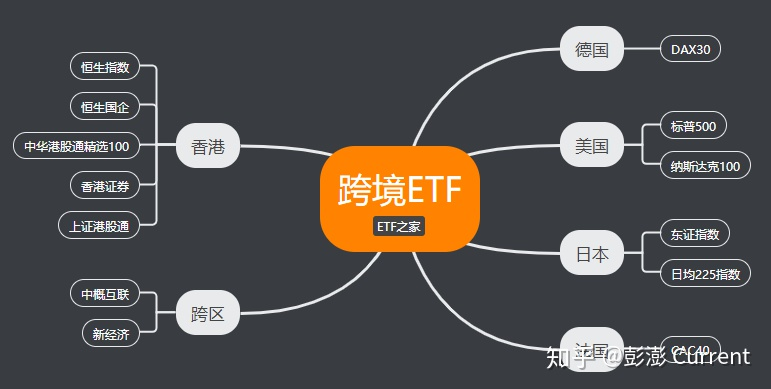 跨境ETF
ETF之家
香港
恒生指数
恒生国企
中华港股通精选100
香港证券
上证港股通
跨区
中概互联
新经济
德国
DAX30
美国
标普500
纳斯达克100
日本
东证指数
日均225指数
法国
CAC40
知乎 @彭澎 Current